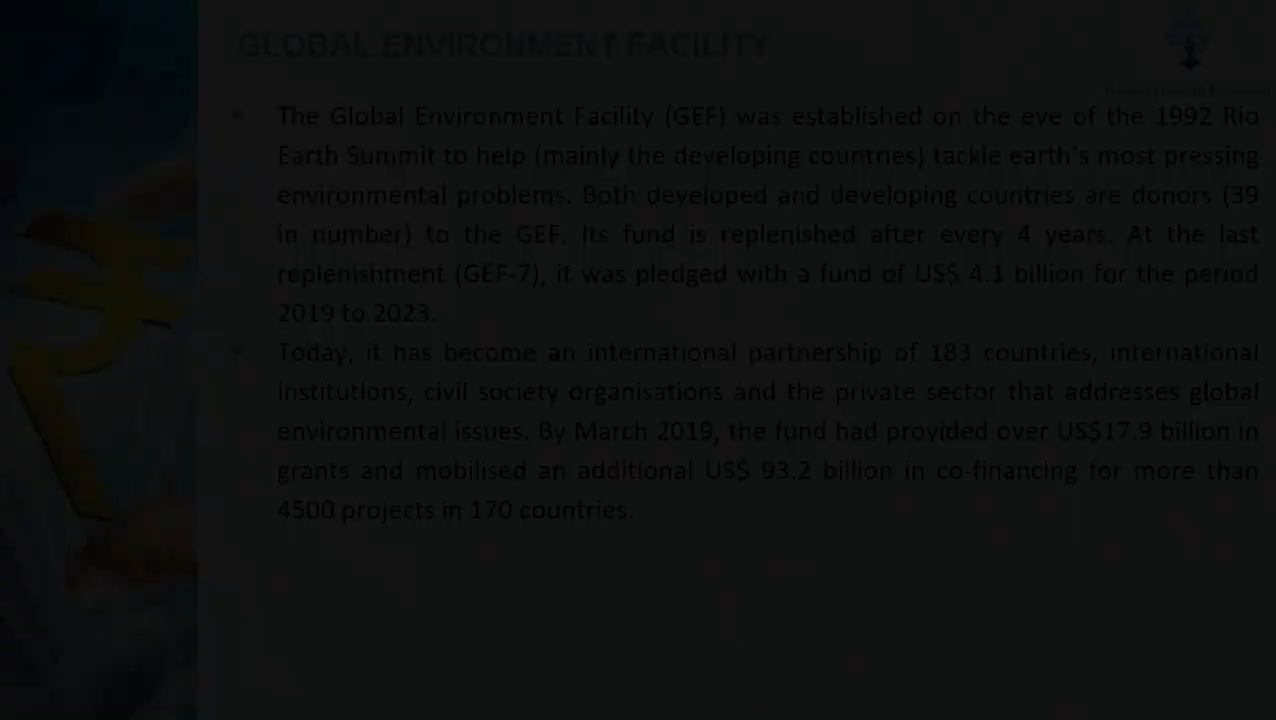 GLOBAL ENVIRONMENT FACILITY
The Global Environment Facility (GEF) was established on the eve of the 1992 Rio
Earth Summit to help (mainly the developing countries) tackle earth's most pressing
environmental problems. Both developed and developing countries are donors (39
in number) to the GEF. Its fund is replenished after every 4 years. At the last
replenishment (GEF-7), it was pledged with a fund of US$ 4.1 billion for the period
2019 to 2023.
Today, it has become an international partnership of 183 countries, international
institutions, civil society organisations and the private sector that addresses global
environmental issues. By March 2019, the fund had provided over US$17.9 billion in
grants and mobilised an additional US$ 93.2 billion in co-financing for more than
4500 projects in 170 countries.